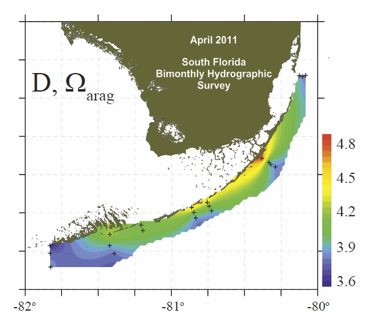 April 2011
South Florida
Bimonthly Hydrographic
Survey
D, Ωarag
4.8
4.5
4.2
3.9
3.6
-82° -81° -80°